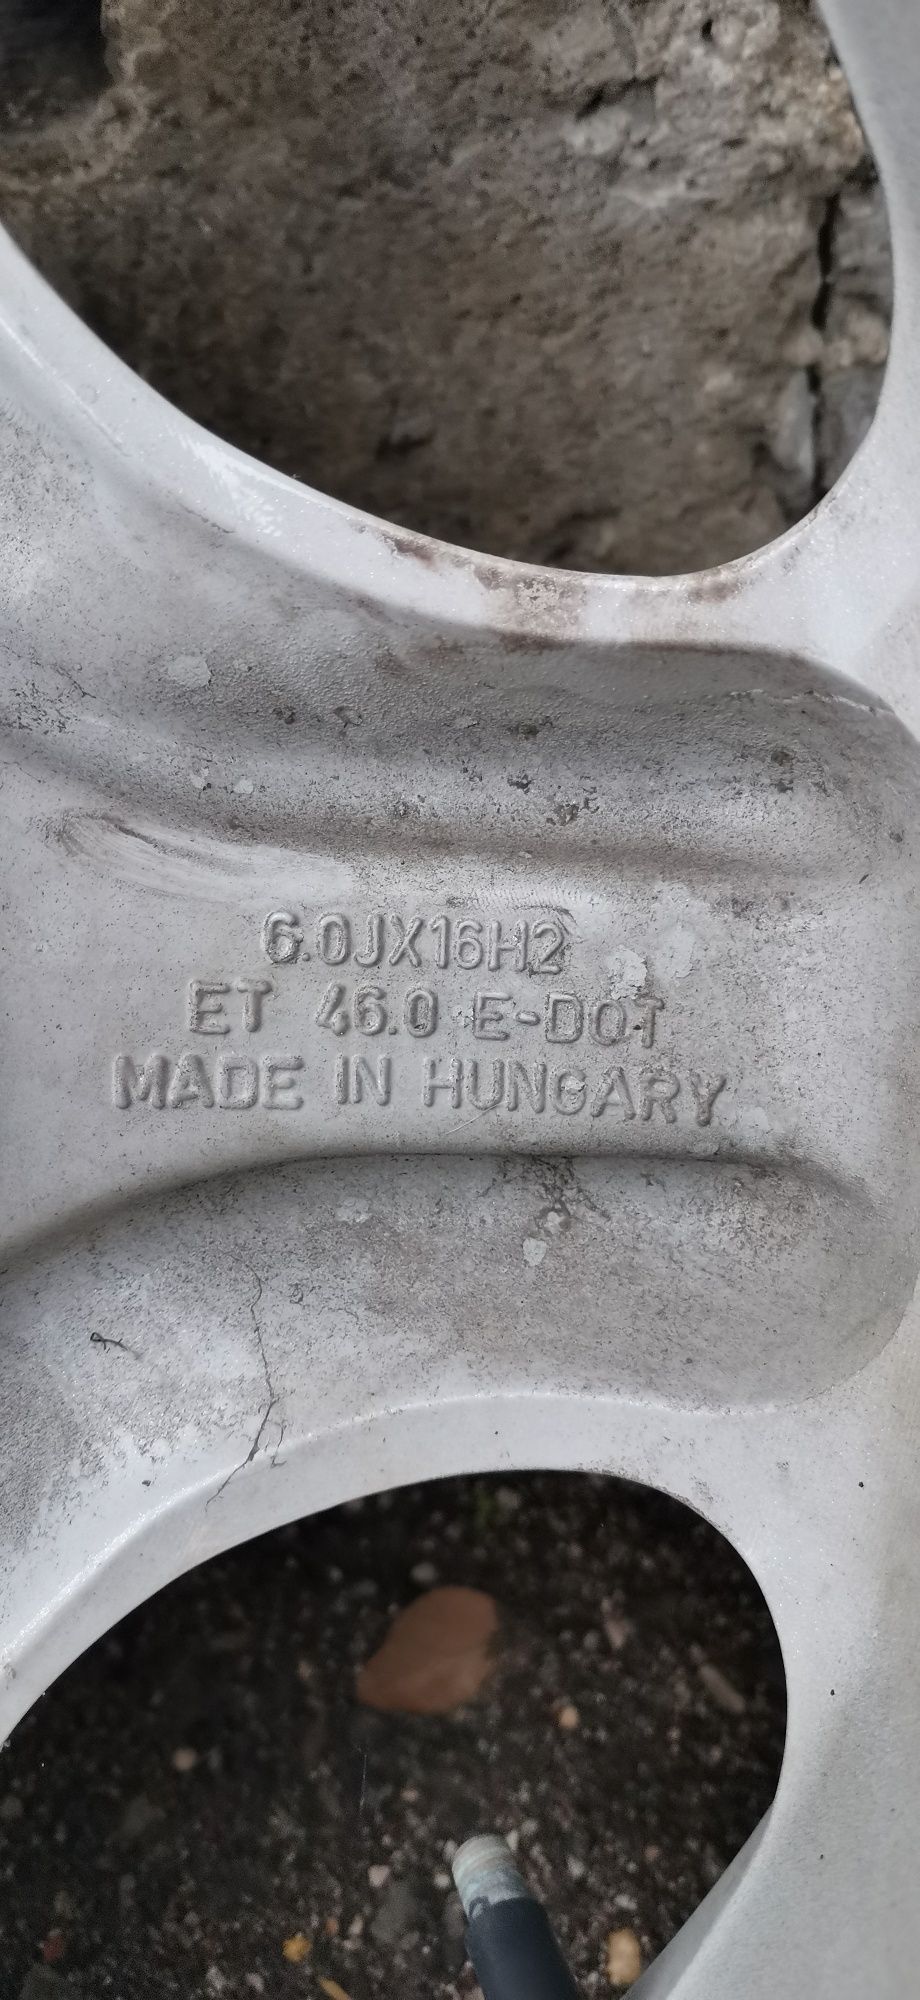 6.0JX16H2
ET 46.0 E-DOT
MADE IN HUNGARY